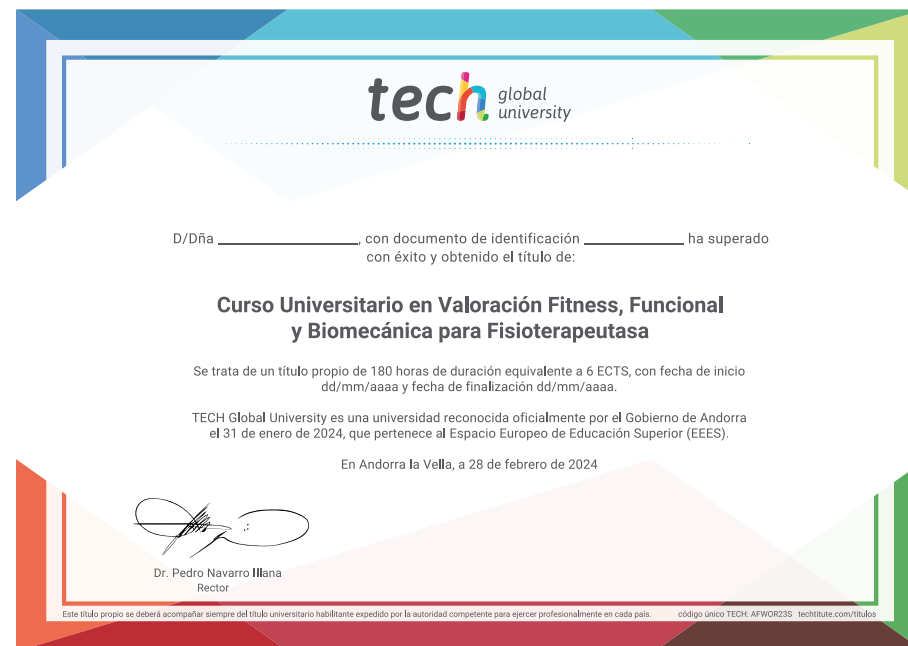 tech global university
D/Dña ________________, con documento de identificación ____________ ha superado
con éxito y obtenido el título de:
Curso Universitario en Valoración Fitness, Funcional
y Biomecánica para Fisioterapeutasa
Se trata de un título propio de 180 horas de duración equivalente a 6 ECTS, con fecha de inicio
dd/mm/aaaa y fecha de finalización dd/mm/aaaa.
TECH Global University es una universidad reconocida oficialmente por el Gobierno de Andorra
el 31 de enero de 2024, que pertenece al Espacio Europeo de Educación Superior (EEES).
En Andorra la Vella, a 28 de febrero de 2024
Dr. Pedro Navarro Illana
Rector
Este título propio se deberá acompañar siempre del título universitario habilitante expedido por la autoridad competente para ejercer profesionalmente en cada país. código único TECH: AFWOR23S techtitute.com/titulos